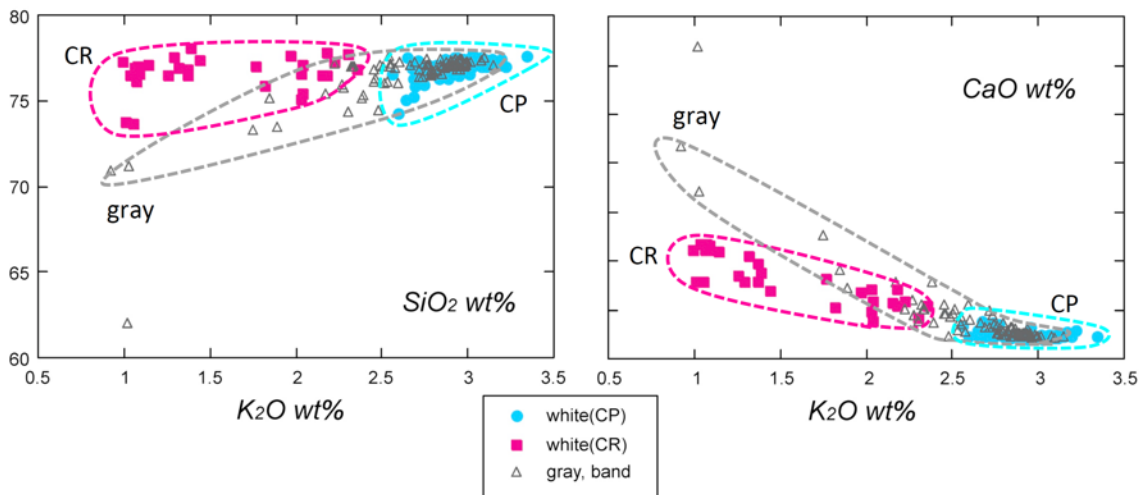 80
75
70
65
60
CR
CP
gray
SiO2 wt%
0.5 1 1.5 2 2.5 3 3.5
K2O wt%
CaO wt%
gray
CR
CP
0.5 1 1.5 2 2.5 3 3.5
K2O wt%
white(CP)
white(CR)
gray, band